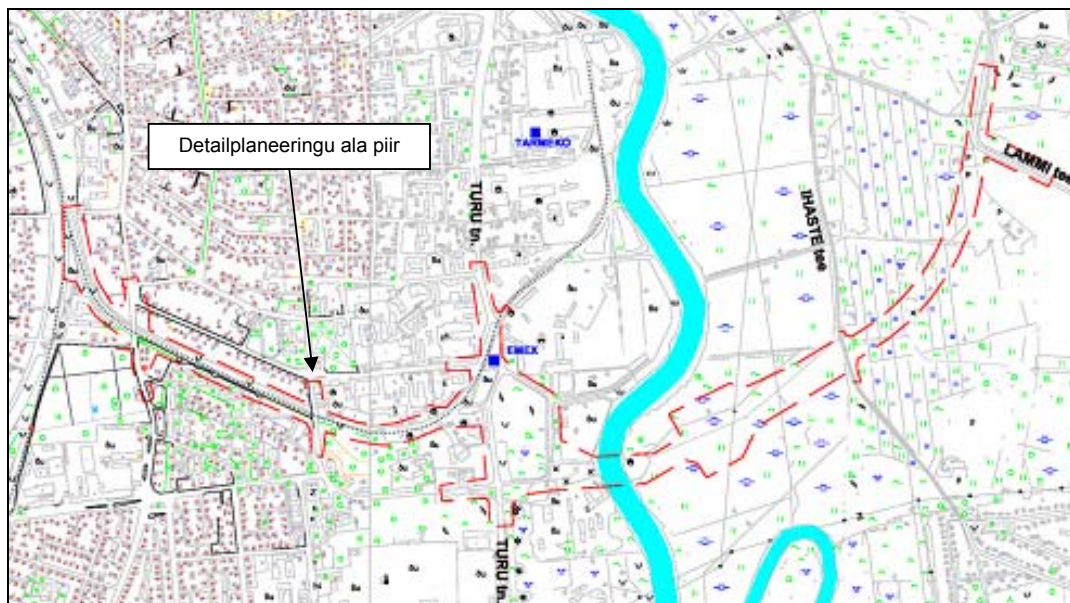 Detailplaneeringu ala piir
TARMEKO
TURU tn.
IHASTE tee
LAMMI tee
EMEX
TURU tn.